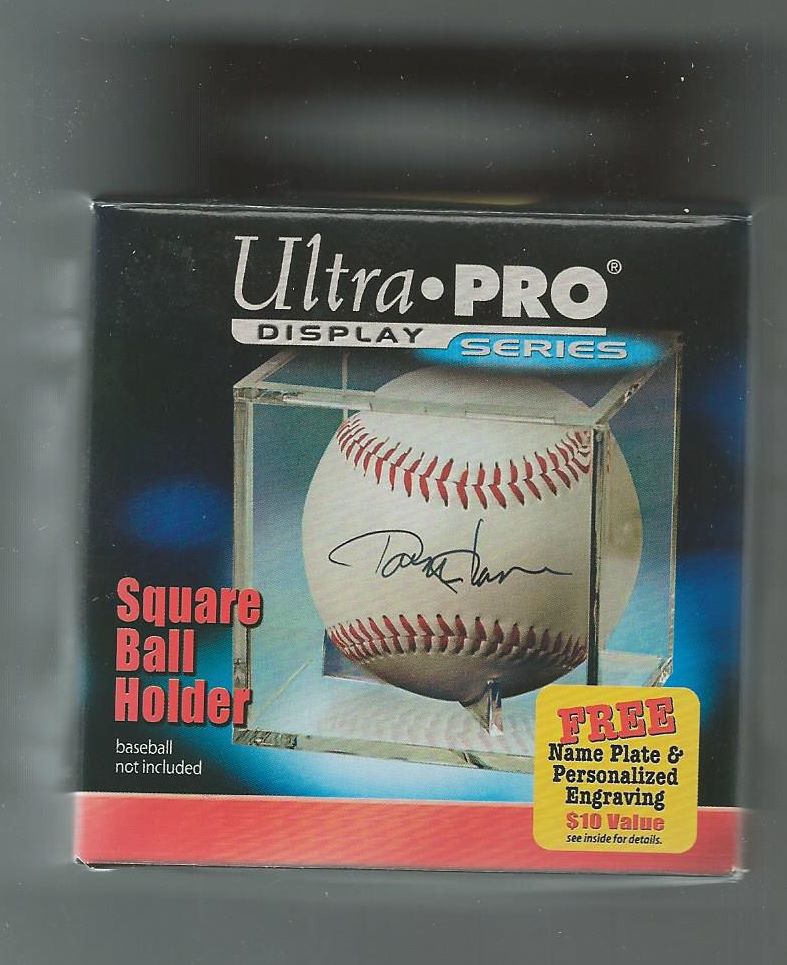 Ultra•PRO®
DISPLAY SERIES
Square
Ball
Holder
baseball
not included
FREE
Name Plate &
Personalized
Engraving
$10 Value
see inside for details.